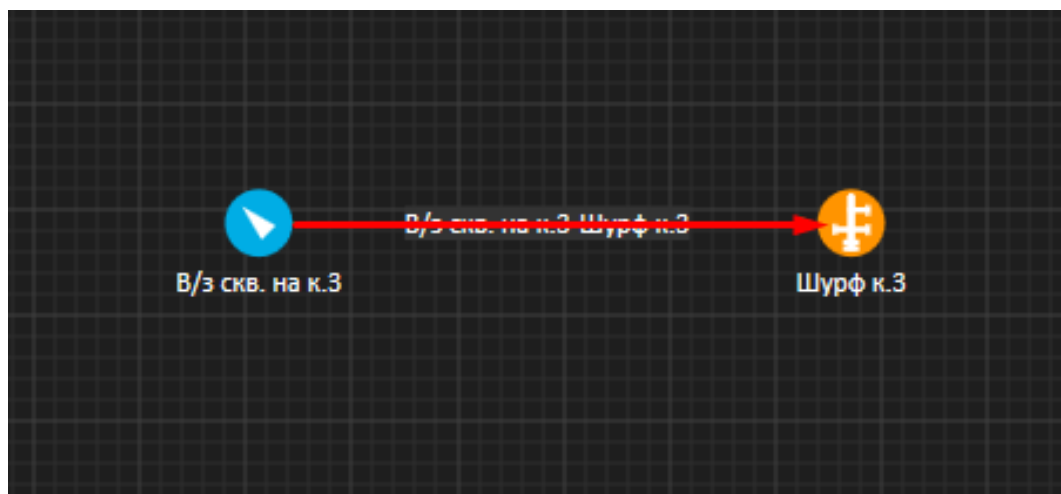 В/з скв. на к.3-Шурф к.3
В/з скв. на к.3
Шурф к.3